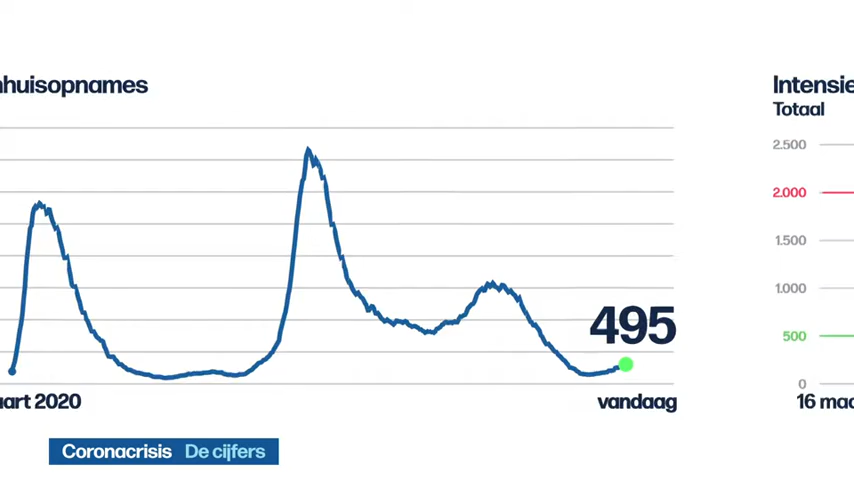 nhuisopnames
495
aart 2020
vandaag
Coronacrisis De cijfers
Intensie
Totaal
2.500
2.000
1.500
1.000
500
0
16 maa